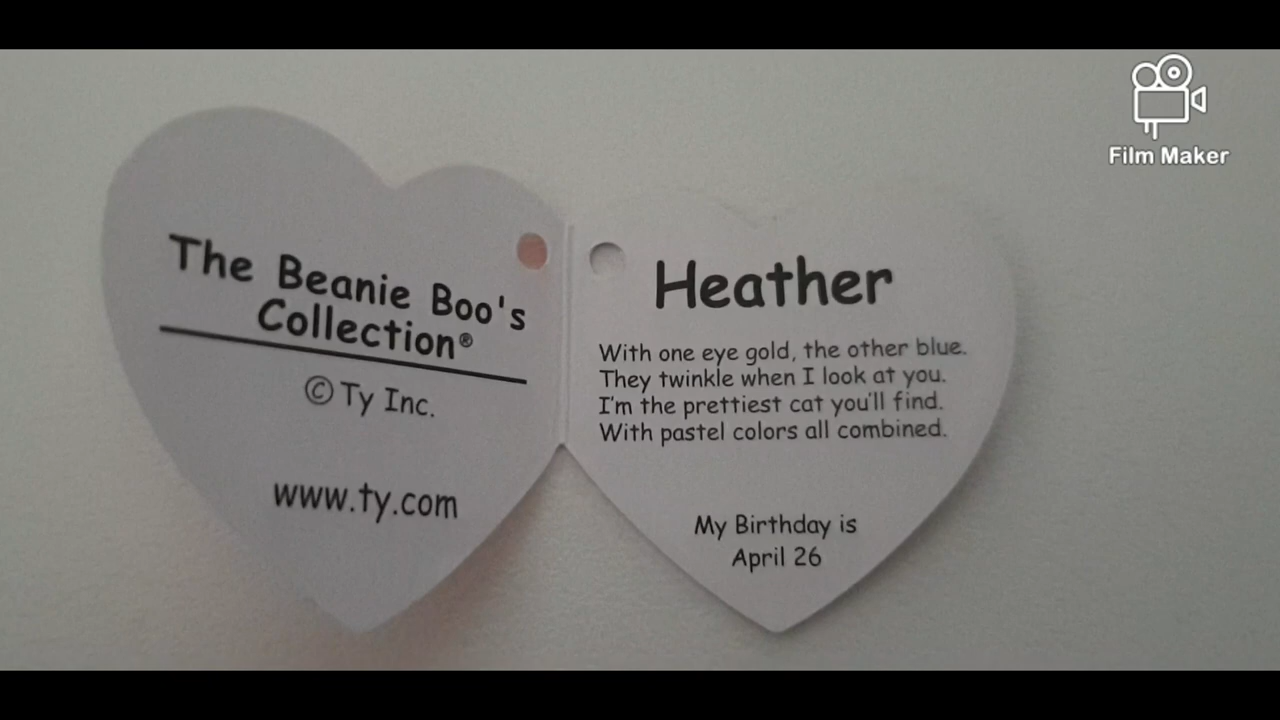 The Beanie Boo's
Collection®
© Ty Inc.
www.ty.com
Heather
With one eye gold, the other blue.
They twinkle when I look at you.
I'm the prettiest cat you'll find.
With pastel colors all combined.
My Birthday is
April 26
Film Maker